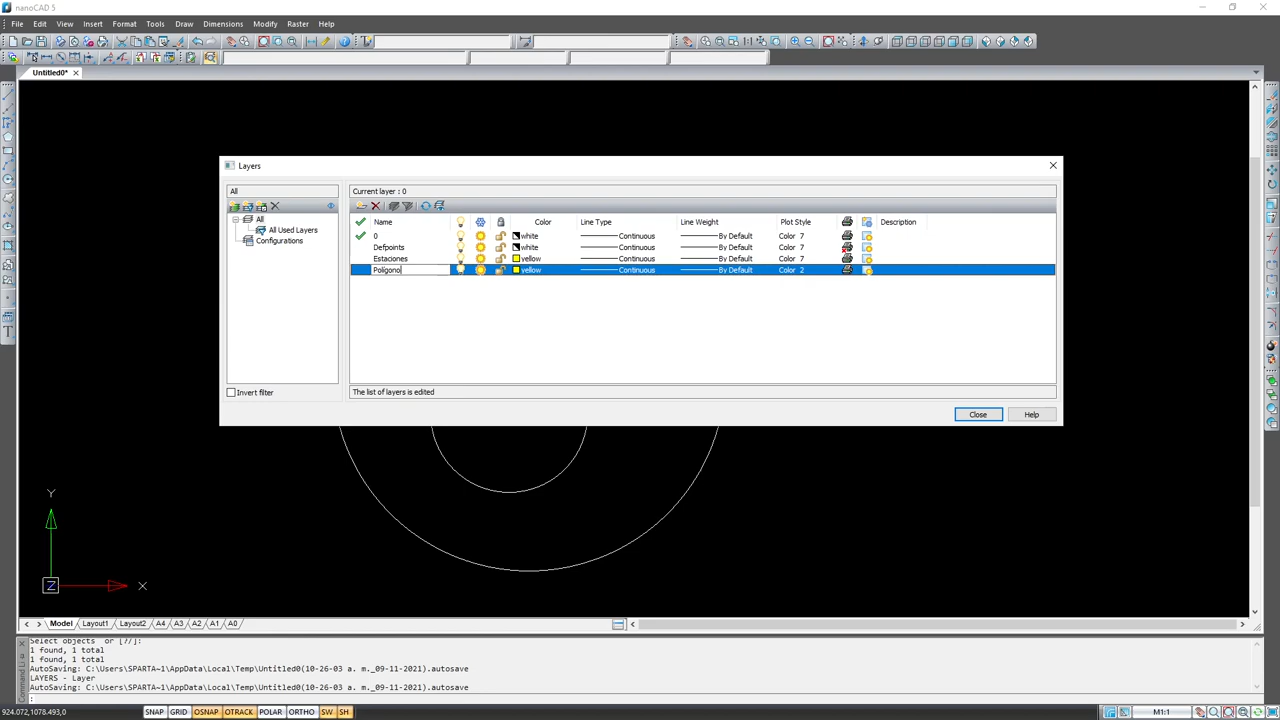 nanoCAD 5
File Edit View Insert Format Tools Draw Dimensions Modify Raster Help
Untitled0*
Layers
All
Current layer : 0
Name Color Line Type Line Weight Plot Style Description
All
All Used Layers
Configurations
0 white Continuous By Default Color 7
Defpoints white Continuous By Default Color 7
Estaciones yellow Continuous By Default Color 7
Polígono yellow Continuous By Default Color 2
Invert filter
The list of layers is edited
Close Help
Y
Z X
Model Layout1 Layout2 A4 A3 A2 A1 A0
Select objects or [?/]:
1 found, 1 total
1 found, 1 total
AutoSaving: C:\Users\SPARTA~1\AppData\Local\Temp\Untitled0(10-26-03 a. m._09-11-2021).autosave
LAYERS - Layer
AutoSaving: C:\Users\SPARTA~1\AppData\Local\Temp\Untitled0(10-26-03 a. m._09-11-2021).autosave
:
924.072,1078.493,0 SNAP GRID OSNAP OTRACK POLAR ORTHO SW SH M1:1